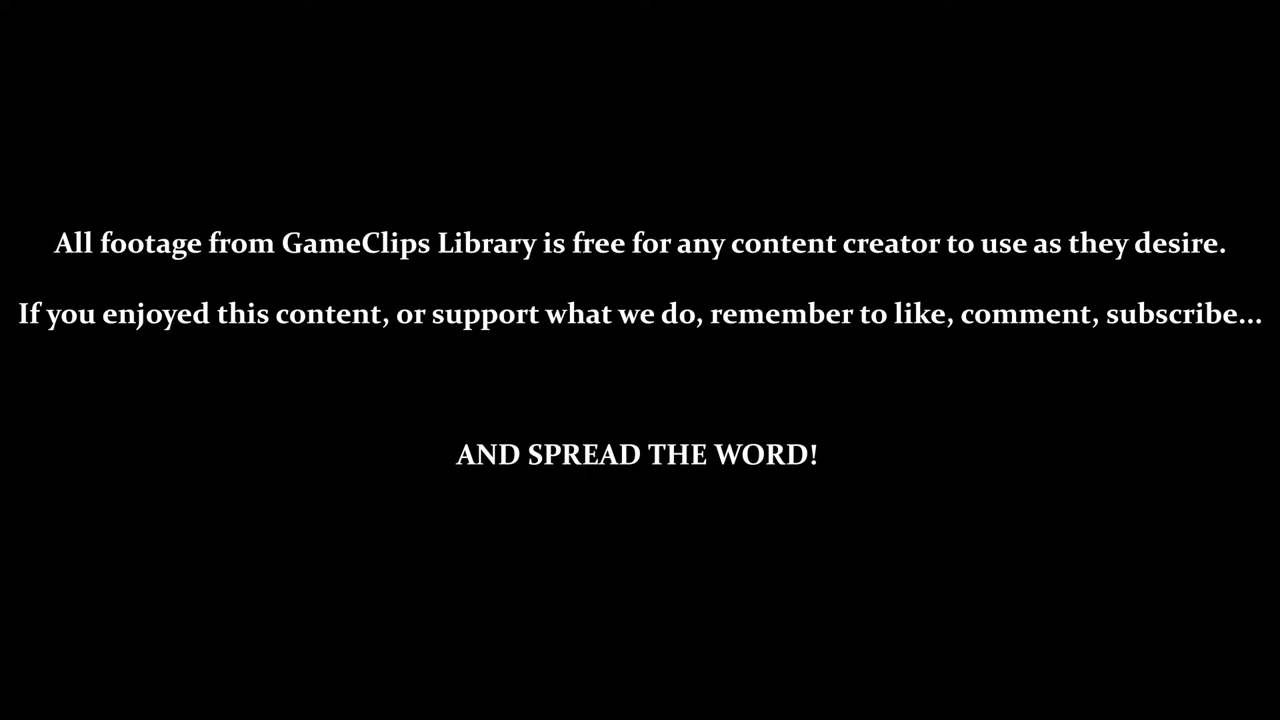 All footage from GameClips Library is free for any content creator to use as they desire.
If you enjoyed this content, or support what we do, remember to like, comment, subscribe...
AND SPREAD THE WORD!